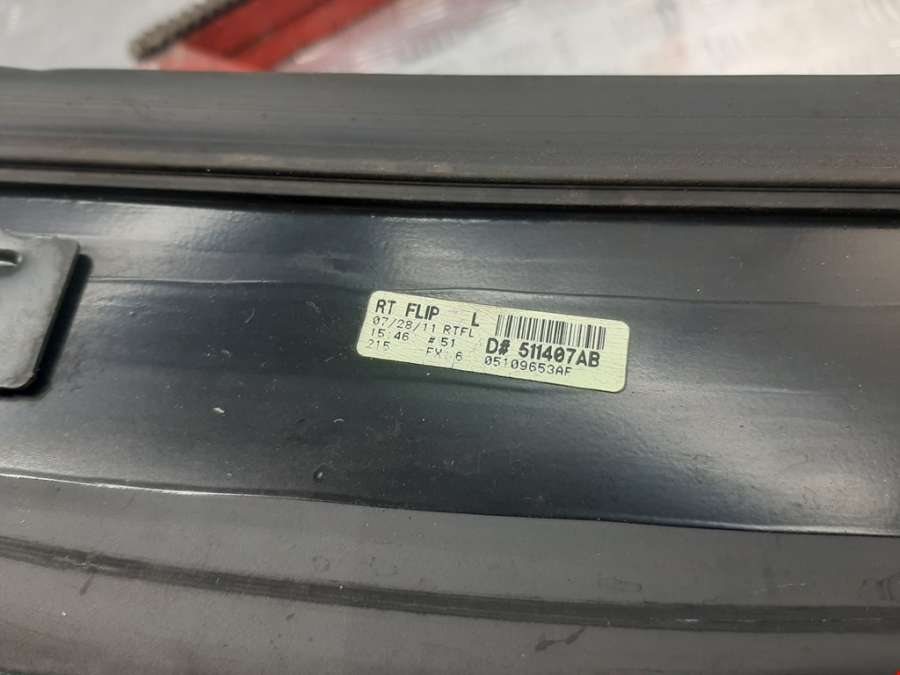 RT FLIP L
07/28/11 RTFL
15:46 #51
215 FX 6
D# 511407AB
05109653AF